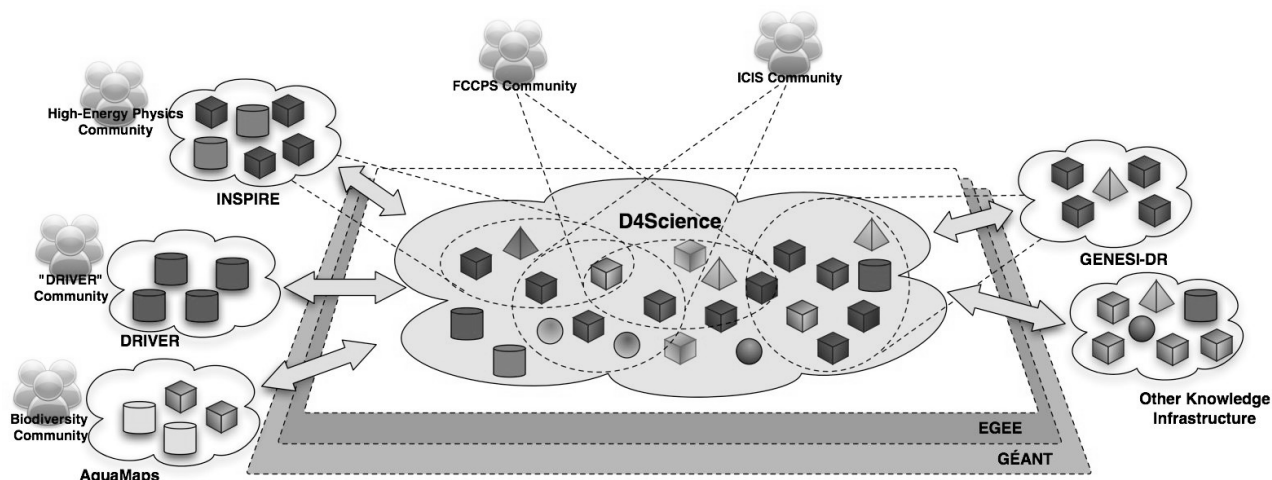 FCCPS Community
ICIS Community
High-Energy Physics
Community
INSPIRE
D4Science
GENESI-DR
"DRIVER"
Community
DRIVER
Biodiversity
Community
AquaMaps
Other Knowledge
Infrastructure
EGEE
GÉANT